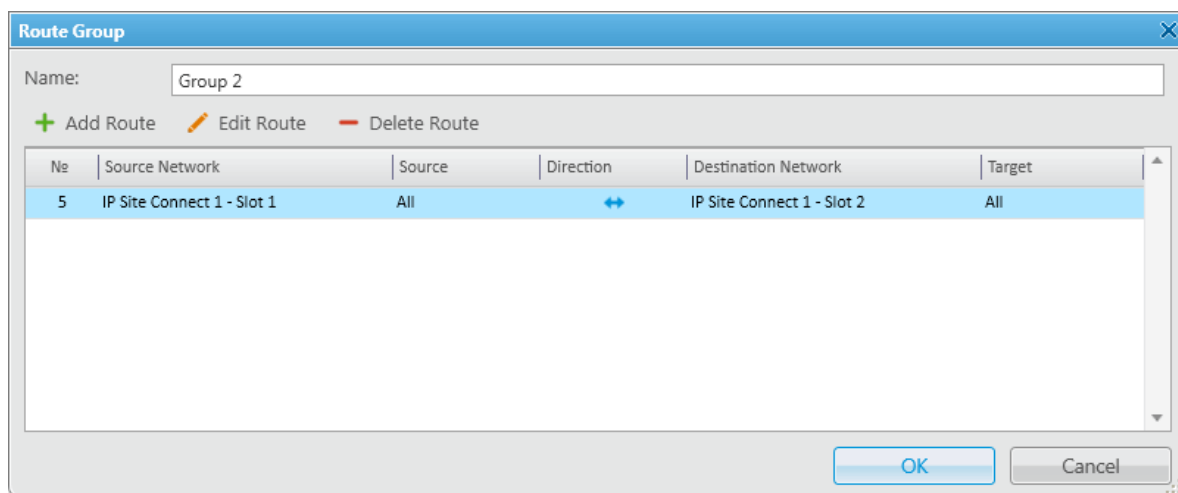 Route Group
Name: Group 2
Add Route Edit Route Delete Route
№ Source Network Source Direction Destination Network Target
5 IP Site Connect 1 - Slot 1 All IP Site Connect 1 - Slot 2 All
OK Cancel